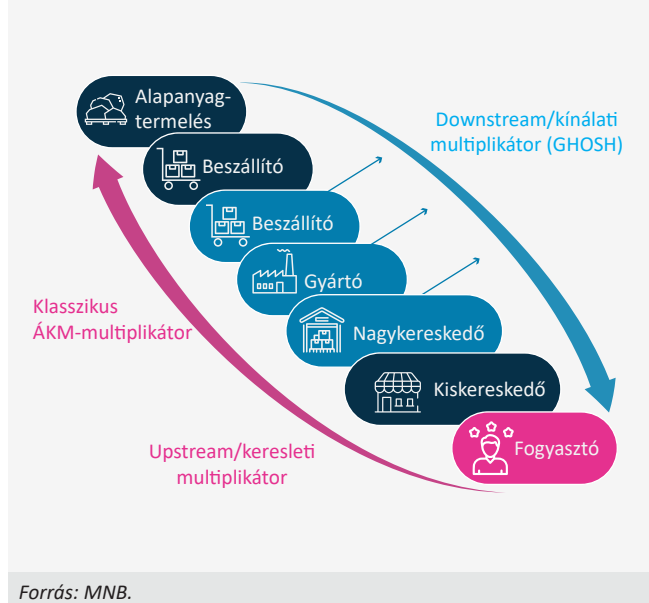 Alapanyag-
termelés
Downstream/kínálati
multiplikátor (GHOSH)
Beszállító
Beszállító
Gyártó
Klasszikus
ÁKM-multiplikátor
Nagykereskedő
Kiskereskedő
Upstream/keresleti
multiplikátor
Fogyasztó
Forrás: MNB.